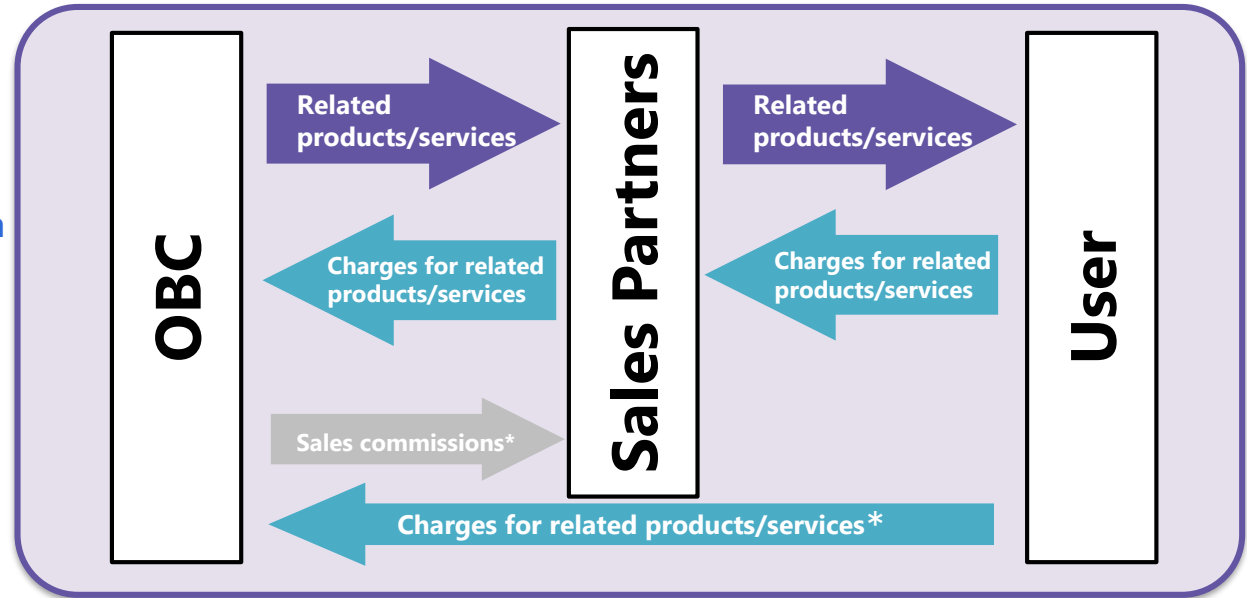 OBC
Related
products/services
Sales Partners
Related
products/services
User
Charges for related
products/services
Charges for related
products/services
Sales commissions*
Charges for related products/services*